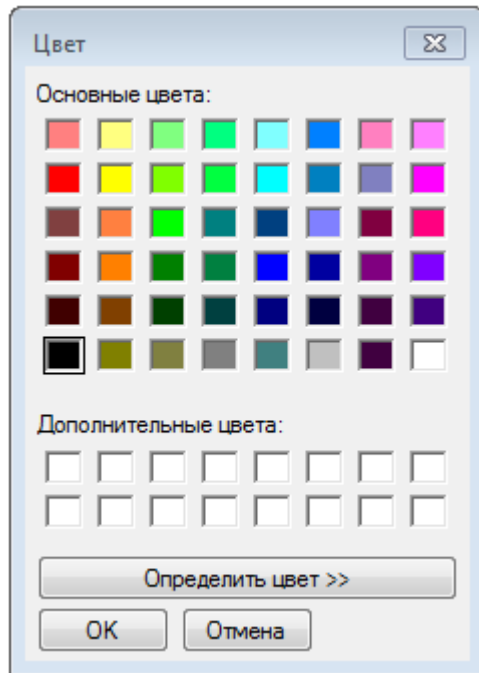 Цвет
Основные цвета:
Дополнительные цвета:
Определить цвет >>
OK
Отмена